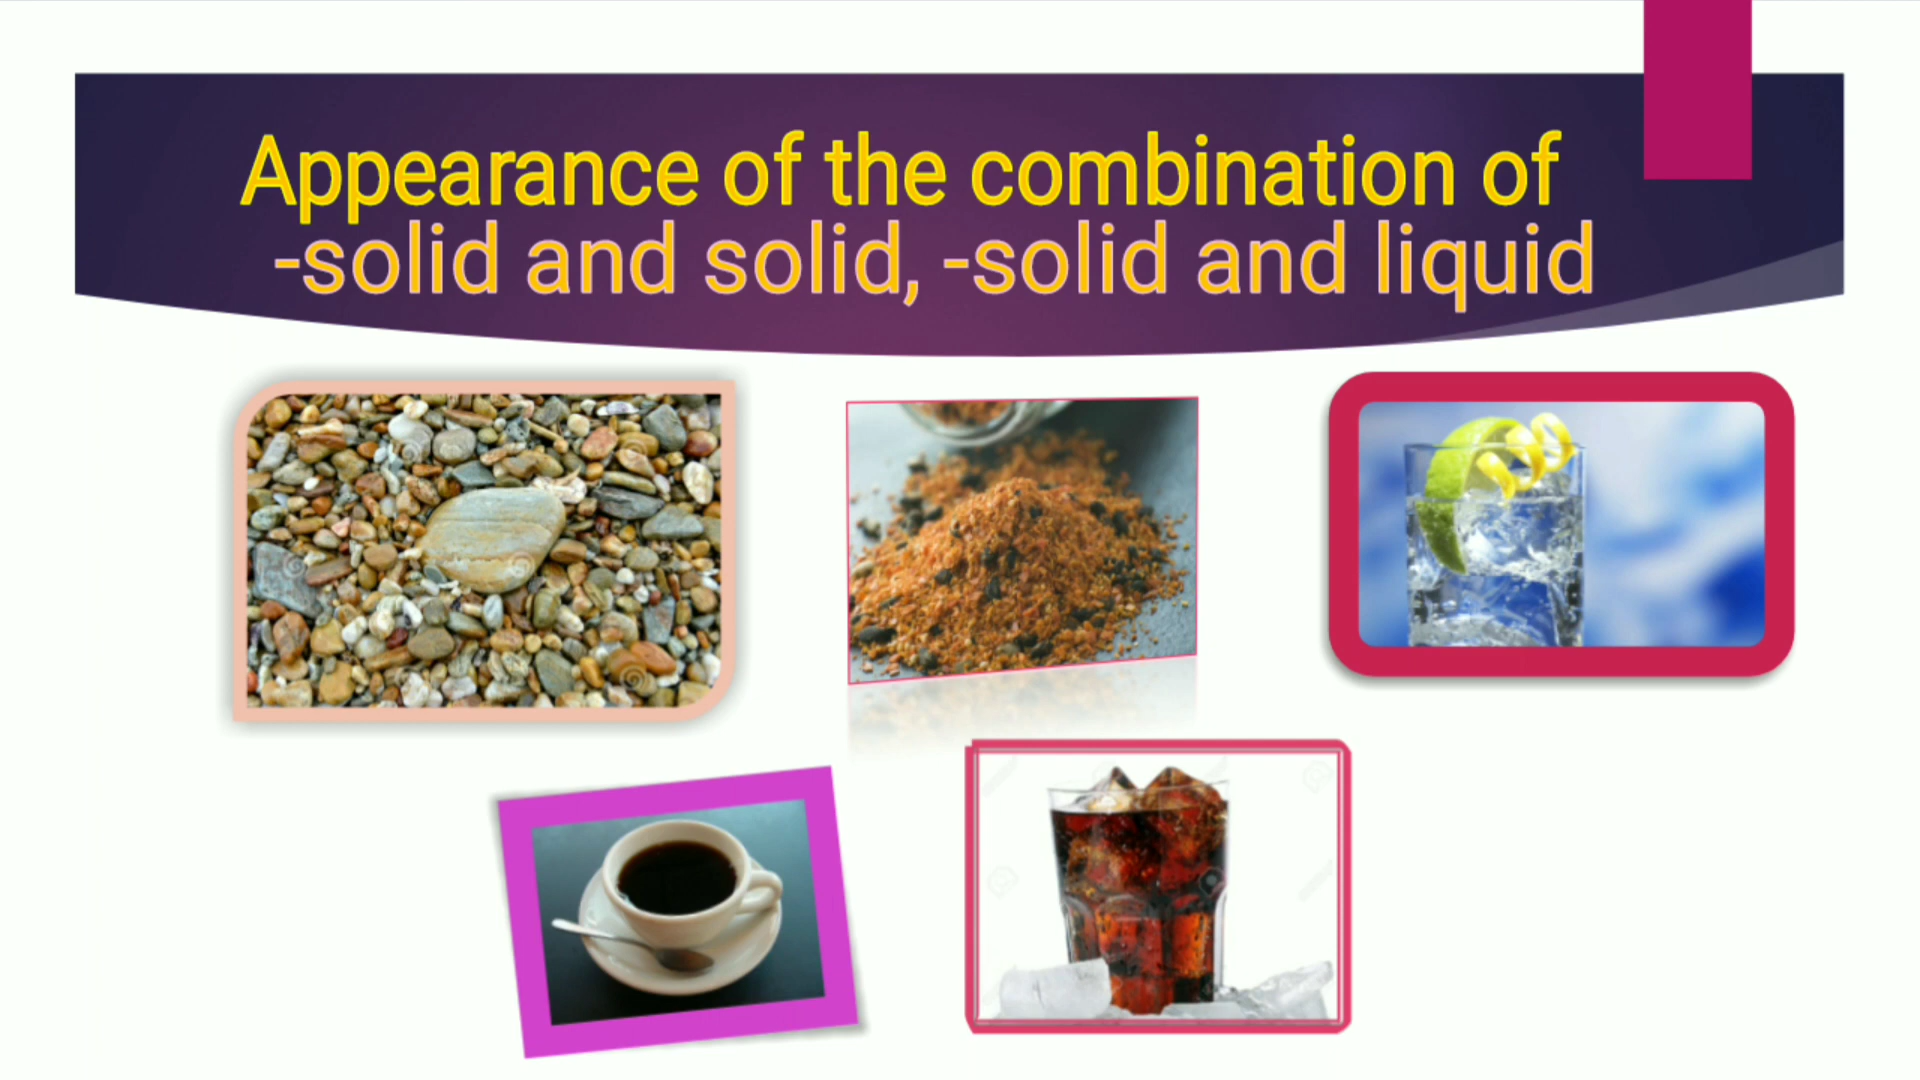 Appearance of the combination of
-solid and solid, -solid and liquid